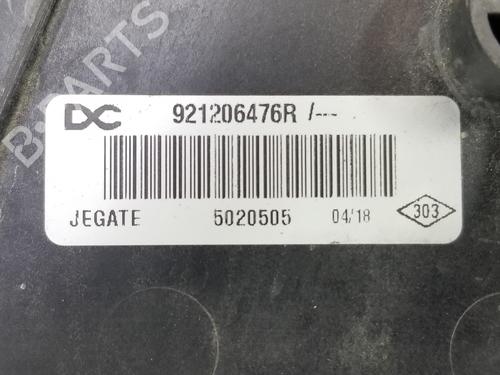 B-PARTS
DC 921206476R /---
JEGATE 5020505 04/18 303